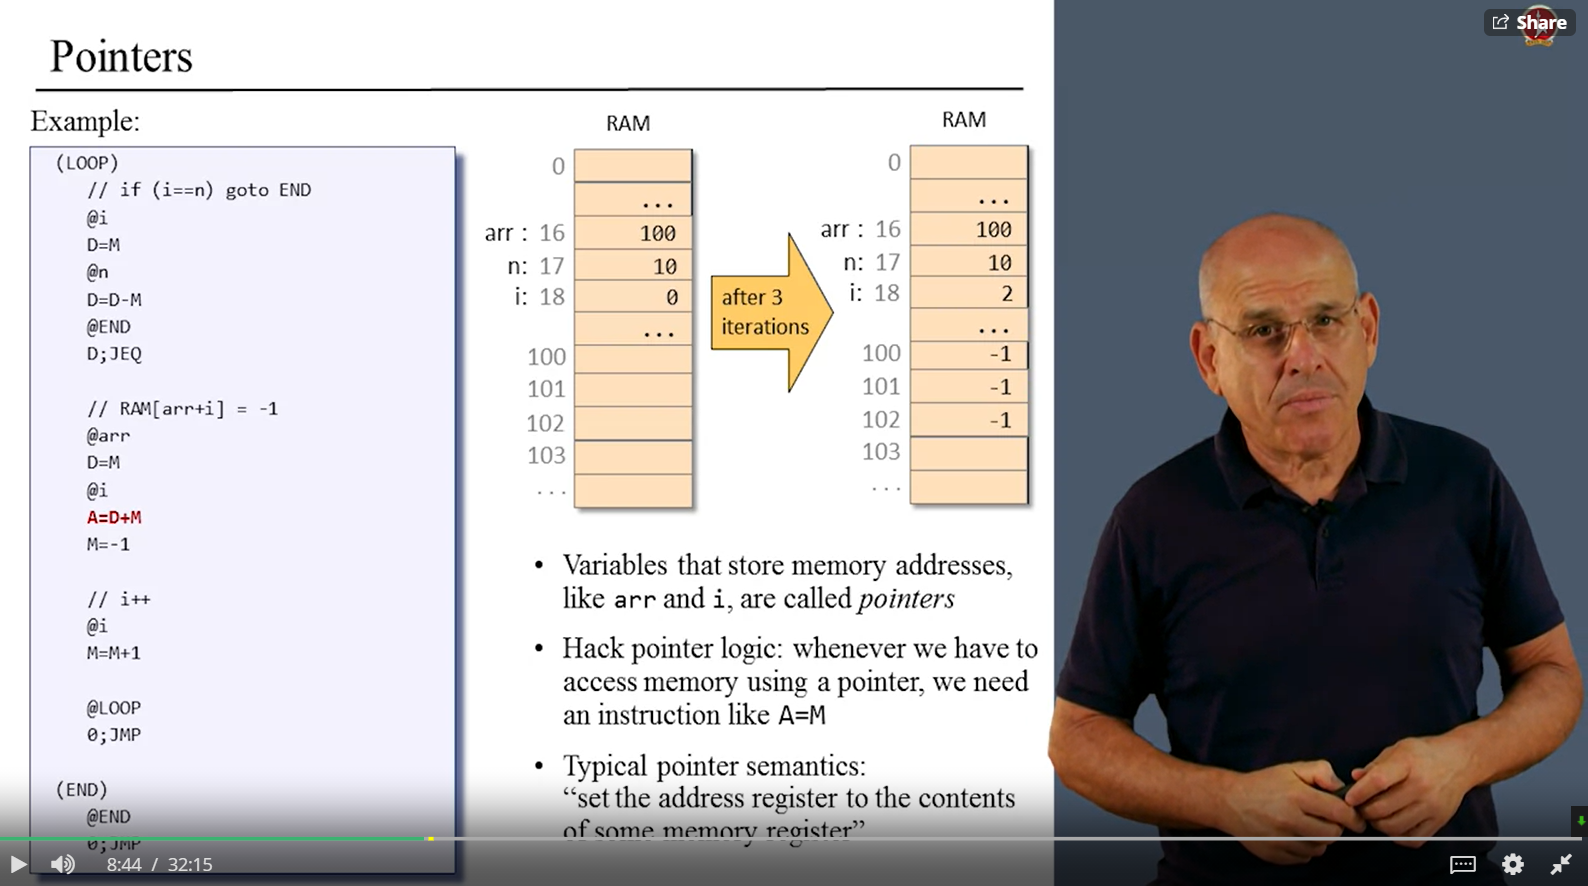 Share
Pointers
Example:
(LOOP)
// if (i==n) goto END
@i
D=M
@n
D=D-M
@END
D;JEQ
// RAM[arr+i] = -1
@arr
D=M
@i
A=D+M
M=-1
// i++
@i
M=M+1
@LOOP
0;JMP
(END)
@END
0;JMP
RAM
0
...
arr : 16 100
n: 17 10
i: 18 0
...
100
101
102
103
...
after 3
iterations
RAM
0
...
arr : 16 100
n: 17 10
i: 18 2
...
100 -1
101 -1
102 -1
103
...
• Variables that store memory addresses,
like arr and i, are called pointers
• Hack pointer logic: whenever we have to
access memory using a pointer, we need
an instruction like A=M
• Typical pointer semantics:
“set the address register to the contents
of some memory register”
8:44 / 32:15